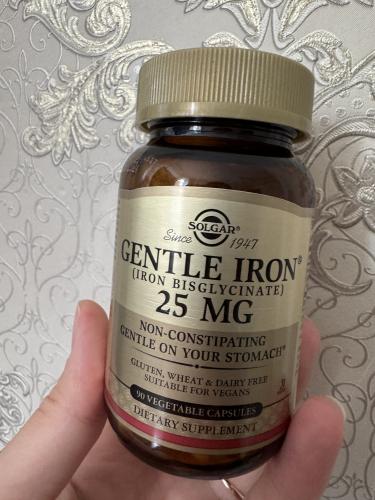 SOLGAR®
Since 1947
GENTLE IRON®
(IRON BISGLYCINATE)
25 MG
NON-CONSTIPATING
GENTLE ON YOUR STOMACH*
GLUTEN, WHEAT & DAIRY FREE
SUITABLE FOR VEGANS
90 VEGETABLE CAPSULES
DIETARY SUPPLEMENT